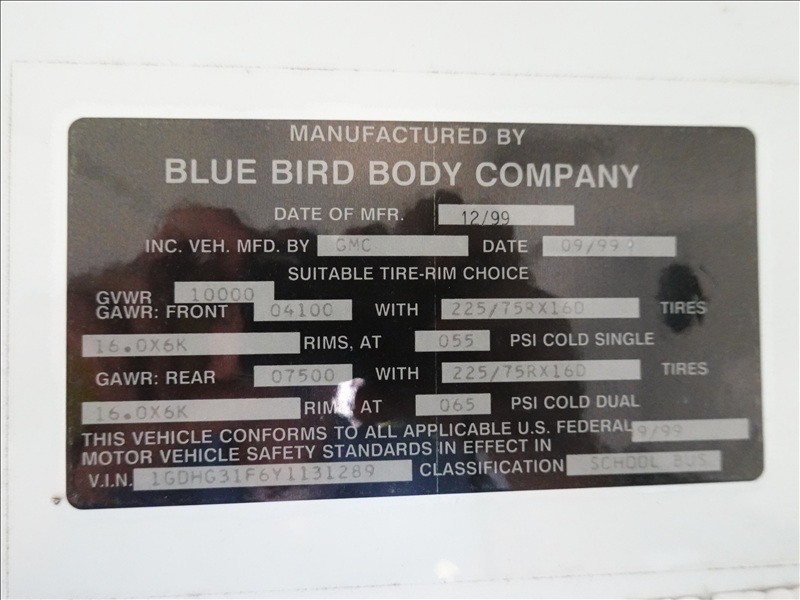 MANUFACTURED BY
BLUE BIRD BODY COMPANY
DATE OF MFR. 12/99
INC. VEH. MFD. BY GMC DATE 09/99
SUITABLE TIRE-RIM CHOICE
GVWR 10000
GAWR: FRONT 04100 WITH 225/75RX16D TIRES
16.0X6K RIMS, AT 055 PSI COLD SINGLE
GAWR: REAR 07500 WITH 225/75RX16D TIRES
16.0X6K RIMS, AT 065 PSI COLD DUAL
THIS VEHICLE CONFORMS TO ALL APPLICABLE U.S. FEDERAL 9/99
MOTOR VEHICLE SAFETY STANDARDS IN EFFECT IN
V.I.N. 1GDHG31F6Y1131289 CLASSIFICATION SCHOOL BUS